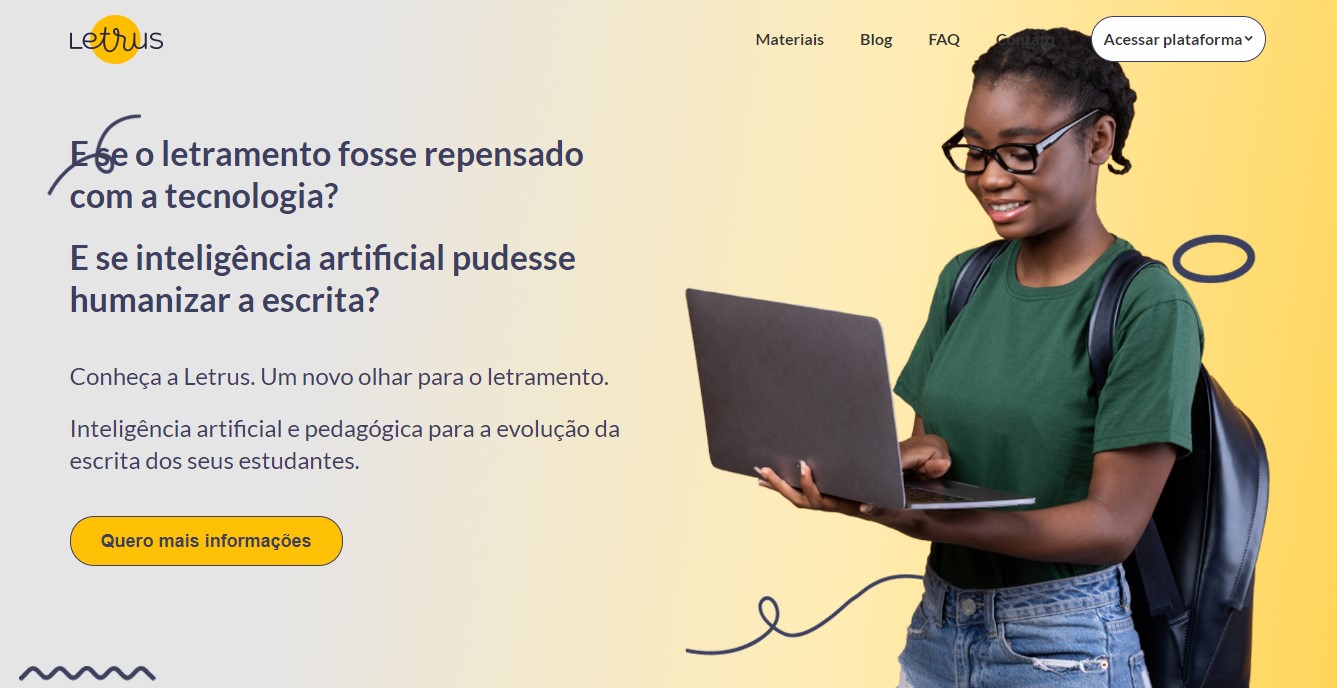 Letrus
Materiais
Blog
FAQ
Contato
Acessar plataforma
E se o letramento fosse repensado
com a tecnologia?
E se inteligência artificial pudesse
humanizar a escrita?
Conheça a Letrus. Um novo olhar para o letramento.
Inteligência artificial e pedagógica para a evolução da
escrita dos seus estudantes.
Quero mais informações